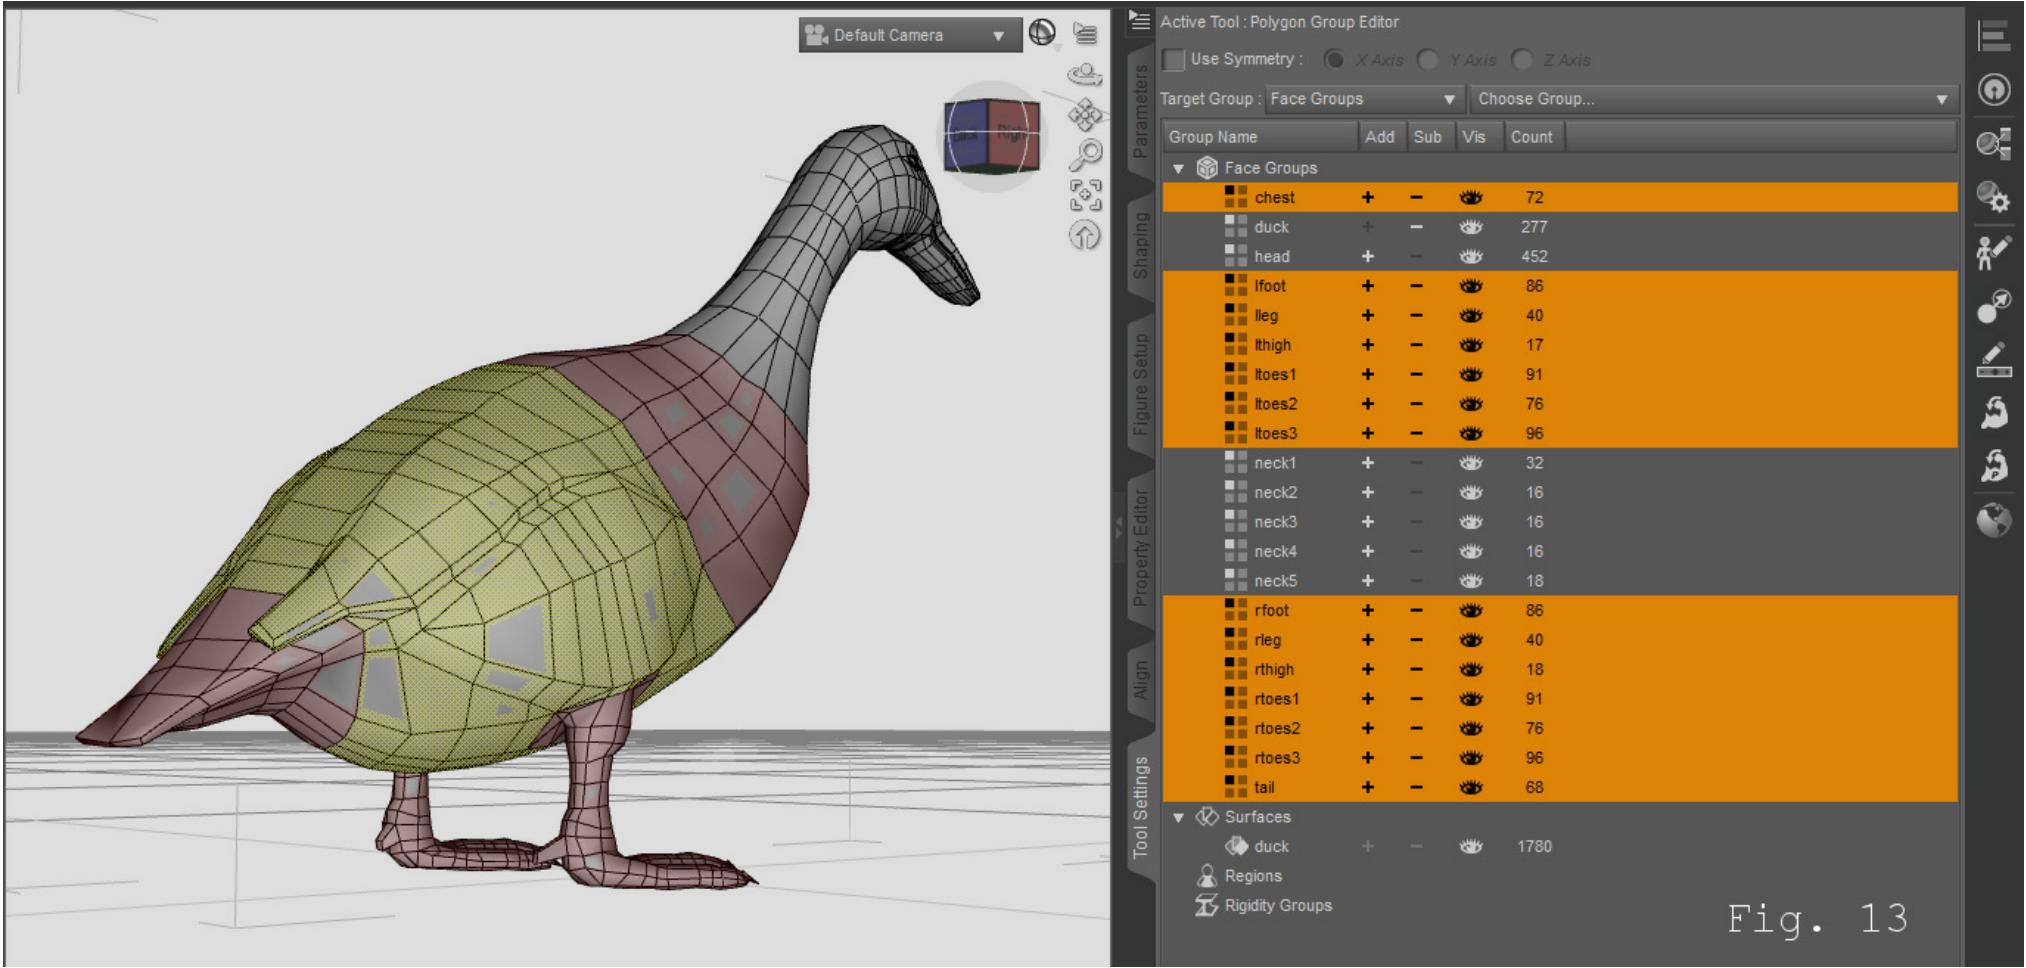 Default Camera
Back
Righ
Active Tool : Polygon Group Editor
Use Symmetry :
X Axis
Y Axis
Z Axis
Target Group :
Face Groups
Choose Group...
Group Name Add Sub Vis Count
Face Groups
chest + - 72
duck + - 277
head + - 452
lfoot + - 86
lleg + - 40
lthigh + - 17
ltoes1 + - 91
ltoes2 + - 76
ltoes3 + - 96
neck1 + - 32
neck2 + - 16
neck3 + - 16
neck4 + - 16
neck5 + - 18
rfoot + - 86
rleg + - 40
rthigh + - 18
rtoes1 + - 91
rtoes2 + - 76
rtoes3 + - 96
tail + - 68
Surfaces
duck + - 1780
Regions
Rigidity Groups
Parameters
Shaping
Figure Setup
Property Editor
Align
Tool Settings
Fig. 13